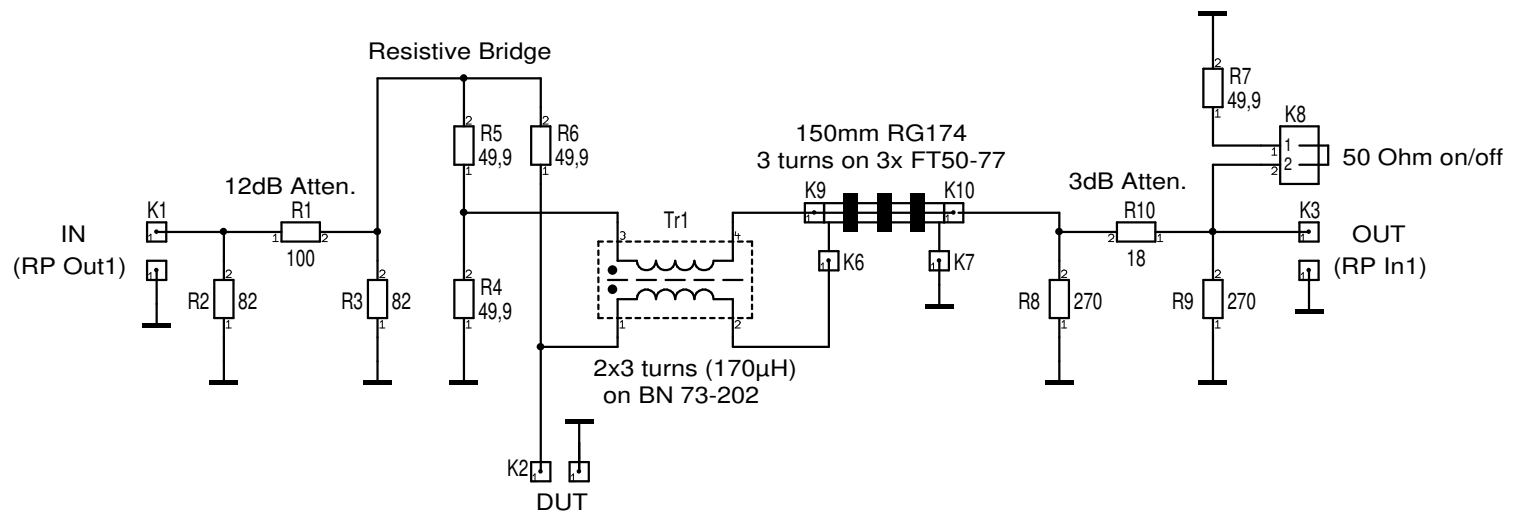 Resistive Bridge
R7
49,9
R5
49,9
R6
49,9
150mm RG174
3 turns on 3x FT50-77
K8
1
2
50 Ohm on/off
12dB Atten.
3dB Atten.
K1
R1
100
K9
K10
R10
18
K3
IN
(RP Out1)
Tr1
OUT
(RP In1)
K6
K7
R2
82
R3
82
R4
49,9
R8
270
R9
270
2x3 turns (170µH)
on BN 73-202
K2
DUT